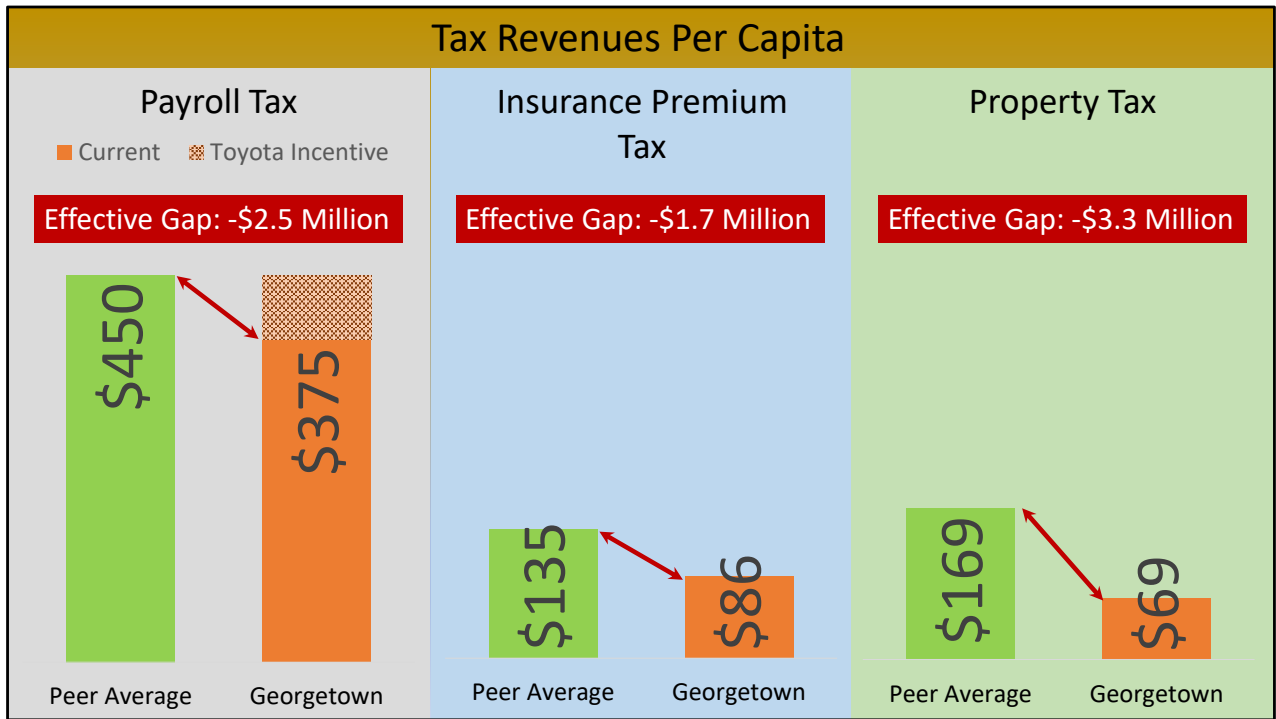 Tax Revenues Per Capita
Payroll Tax
Current
Toyota Incentive
Effective Gap: -$2.5 Million
$450
$375
Peer Average
Georgetown
Insurance Premium
Tax
Effective Gap: -$1.7 Million
$135
$86
Peer Average
Georgetown
Property Tax
Effective Gap: -$3.3 Million
$169
$69
Peer Average
Georgetown